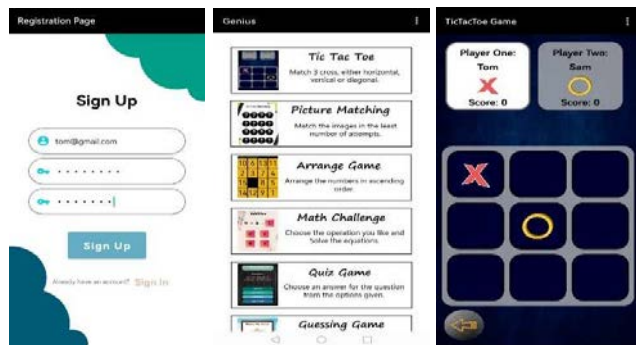 Registration Page
Sign Up
tom@gmail.com
Sign Up
Already have an account? Sign In
Genius
Tic Tac Toe
Match 3 cross, either horizontal,
vertical or diagonal.
Picture Matching
Match the images in the least
number of attempts.
Arrange Game
Arrange the numbers in ascending
order.
Math Challenge
Choose the operation you like and
Solve the equations.
Quiz Game
Choose an answer for the question
from the options given.
Guessing Game
TicTacToe Game
Player One:
Tom
X
Score: 0
Player Two:
Sam
O
Score: 0
X
O